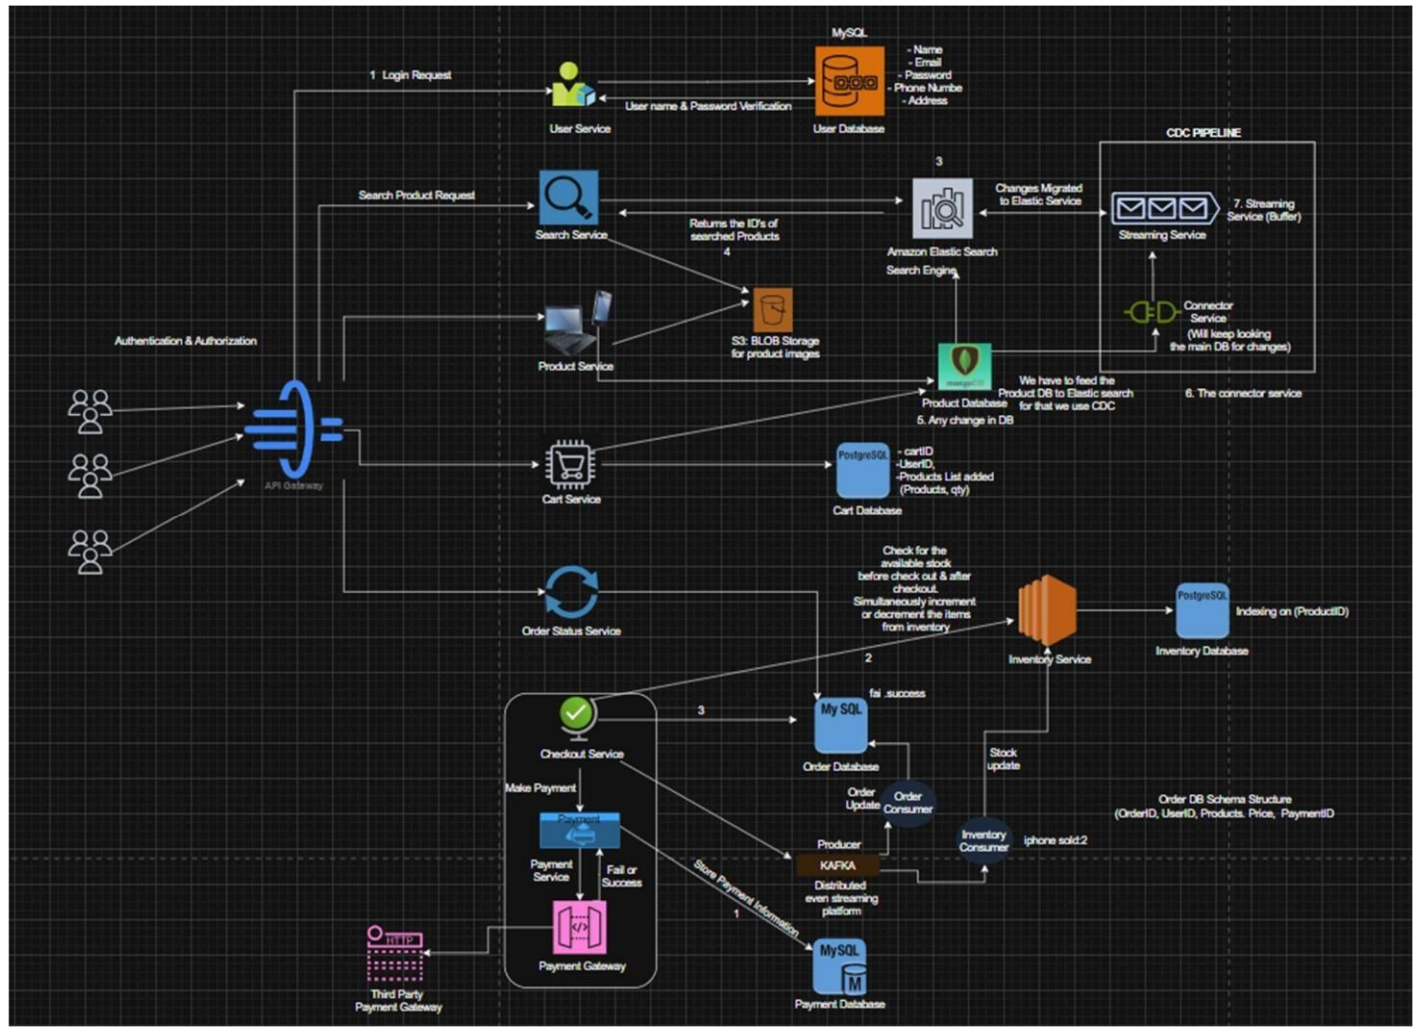 MySQL
- Name
- Email
- Password
- Phone Numbe
- Address
1 Login Request
User name & Password Verification
User Service
User Database
CDC PIPELINE
3
Search Product Request
Changes Migrated
to Elastic Service
7. Streaming
Service (Buffer)
Returns the ID's of
searched Products
4
Search Service
Streaming Service
Amazon Elastic Search
Search Engine
Connector
Service
(Will keep looking
the main DB for changes)
Authentication & Authorization
S3: BLOB Storage
for product images
Product Service
We have to feed the
Product DB to Elastic search
for that we use CDC
6. The connector service
Product Database
5. Any change in DB
PostgreSQL
- cartID
-UserID,
-Products List added
(Products, qty)
API Gateway
Cart Service
Cart Database
Check for the
available stock
before check out & after
checkout.
Simultaneously increment
or decrement the items
from inventory
PostgreSQL
Indexing on (ProductID)
Order Status Service
Inventory Database
2
Inventory Service
fai .success
My SQL
3
Checkout Service
Order Database
Stock
update
Make Payment
Order
Update
Order
Consumer
Order DB Schema Structure
(OrderID, UserID, Products. Price, PaymentID
Payment
Inventory
Consumer
iphone sold:2
Producer
KAFKA
Distributed
even streaming
platform
Payment
Service
Fail or
Success
Store Payment Information
1
HTTP
MySQL
M
Payment Gateway
Third Party
Payment Gateway
Payment Database